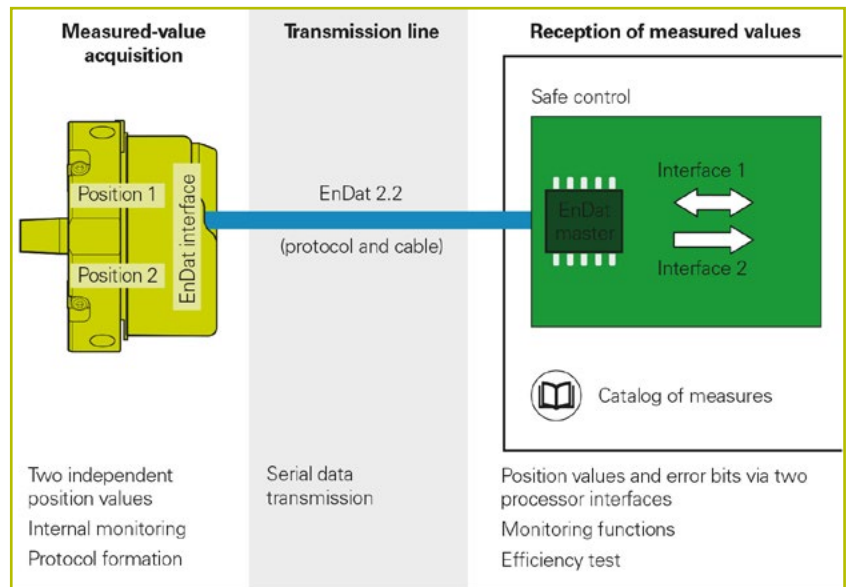 Measured-value
acquisition
Transmission line
Reception of measured values
Position 1
Position 2
EnDat interface
EnDat 2.2
(protocol and cable)
Safe control
EnDat
master
Interface 1
Interface 2
Catalog of measures
Two independent
position values
Internal monitoring
Protocol formation
Serial data
transmission
Position values and error bits via two
processor interfaces
Monitoring functions
Efficiency test